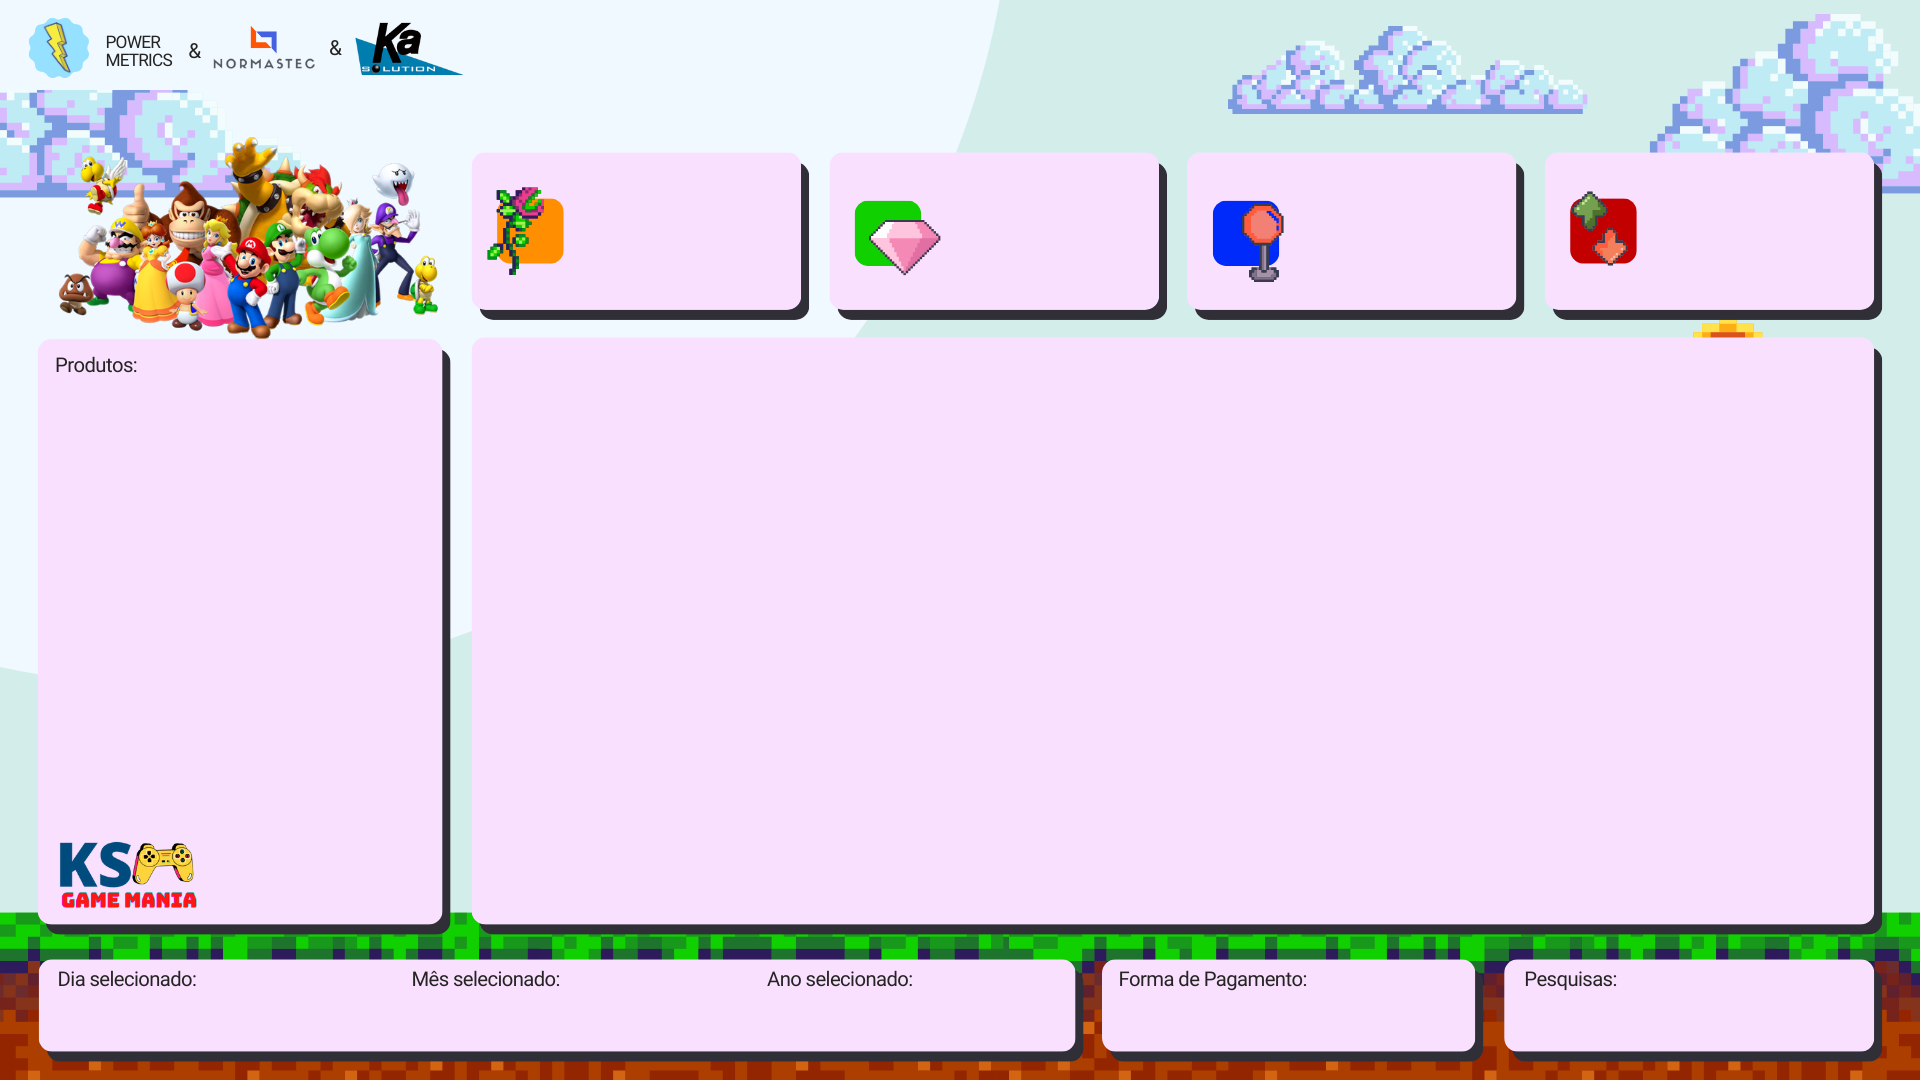 POWER
METRICS
&
NORMASTEC
&
Ka
SOLUTION
Produtos:
KS
GAME MANIA
Dia selecionado:
Mês selecionado:
Ano selecionado:
Forma de Pagamento:
Pesquisas: